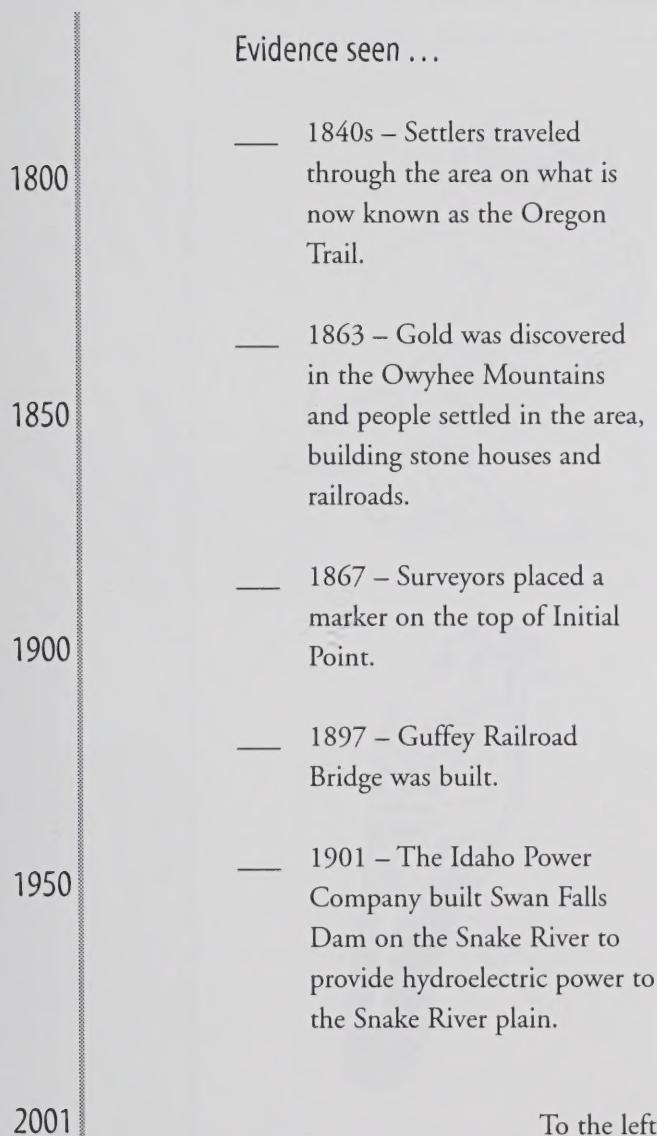 Evidence seen ...
___ 1840s – Settlers traveled
1800
through the area on what is
now known as the Oregon
Trail.
___ 1863 – Gold was discovered
in the Owyhee Mountains
1850
and people settled in the area,
building stone houses and
railroads.
___ 1867 – Surveyors placed a
marker on the top of Initial
1900
Point.
___ 1897 – Guffey Railroad
Bridge was built.
___ 1901 – The Idaho Power
1950
Company built Swan Falls
Dam on the Snake River to
provide hydroelectric power to
the Snake River plain.
2001
To the left